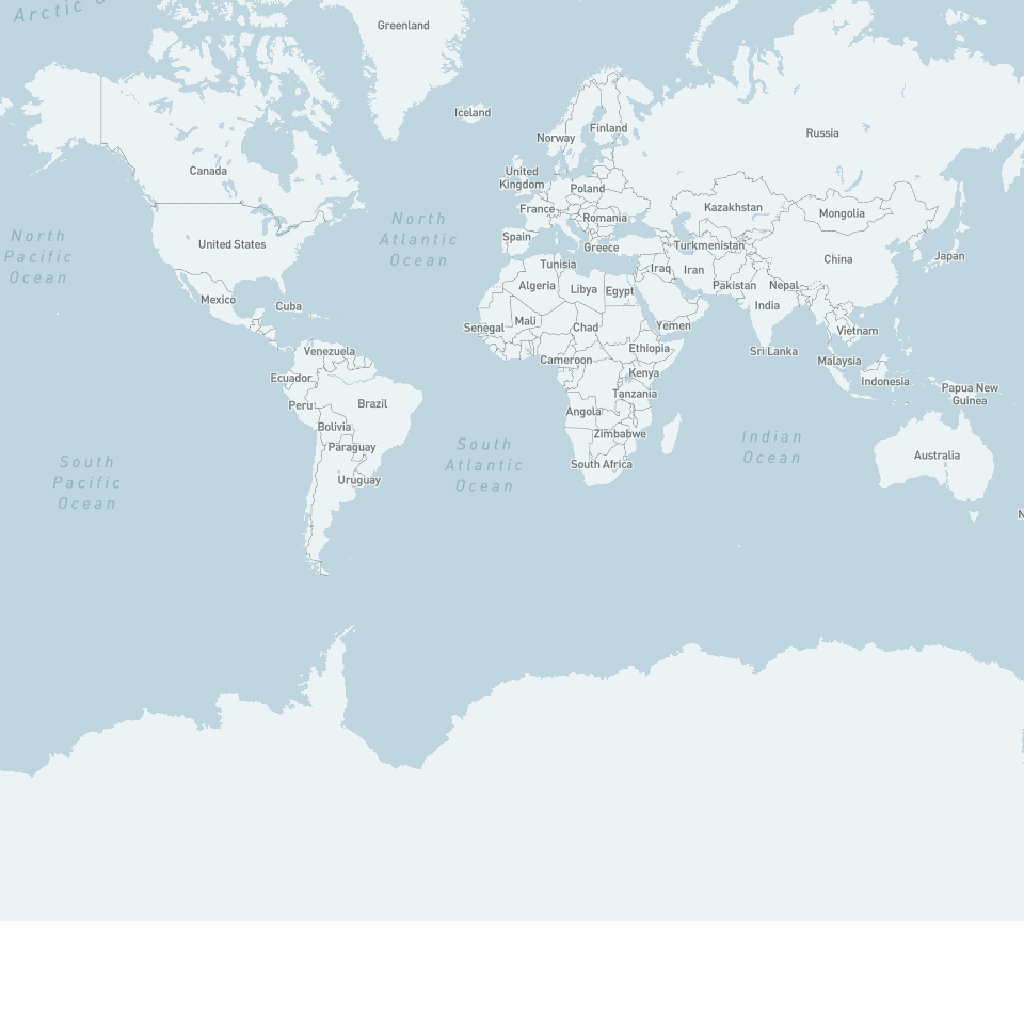 Arctic
Greenland
Iceland
Finland
Norway
Russia
Canada
United
Kingdom
Poland
Kazakhstan
France
Romania
Mongolia
North
Atlantic
Ocean
North
Pacific
Ocean
United States
Spain
Greece
Turkmenistan
China
Japan
Tunisia
Iraq
Iran
Algeria
Libya
Egypt
Pakistan
Nepal
Mexico
Cuba
India
Mali
Senegal
Chad
Yemen
Vietnam
Venezuela
Ethiopia
Sri Lanka
Cameroon
Malaysia
Kenya
Ecuador
Indonesia
Papua New
Guinea
Tanzania
Peru
Brazil
Angola
Bolivia
Zimbabwe
Paraguay
South
Atlantic
Ocean
Indian
Ocean
Australia
South Africa
South
Pacific
Ocean
Uruguay